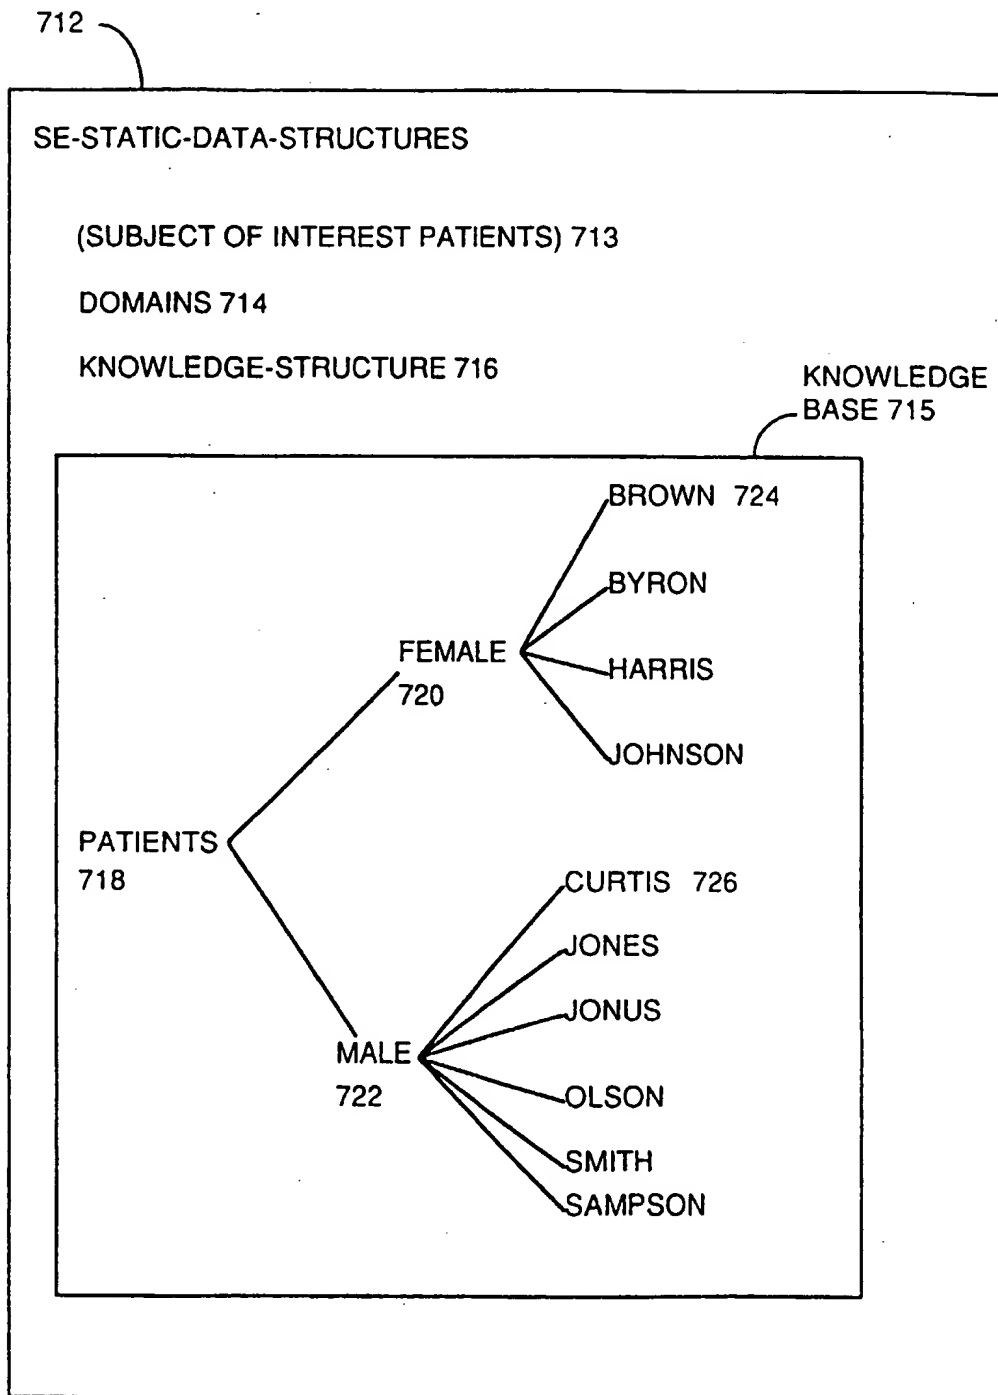 712
SE-STATIC-DATA-STRUCTURES
(SUBJECT OF INTEREST PATIENTS) 713
DOMAINS 714
KNOWLEDGE-STRUCTURE 716
KNOWLEDGE
BASE 715
BROWN 724
BYRON
FEMALE
720
HARRIS
JOHNSON
PATIENTS
718
CURTIS 726
JONES
JONUS
MALE
722
OLSON
SMITH
SAMPSON